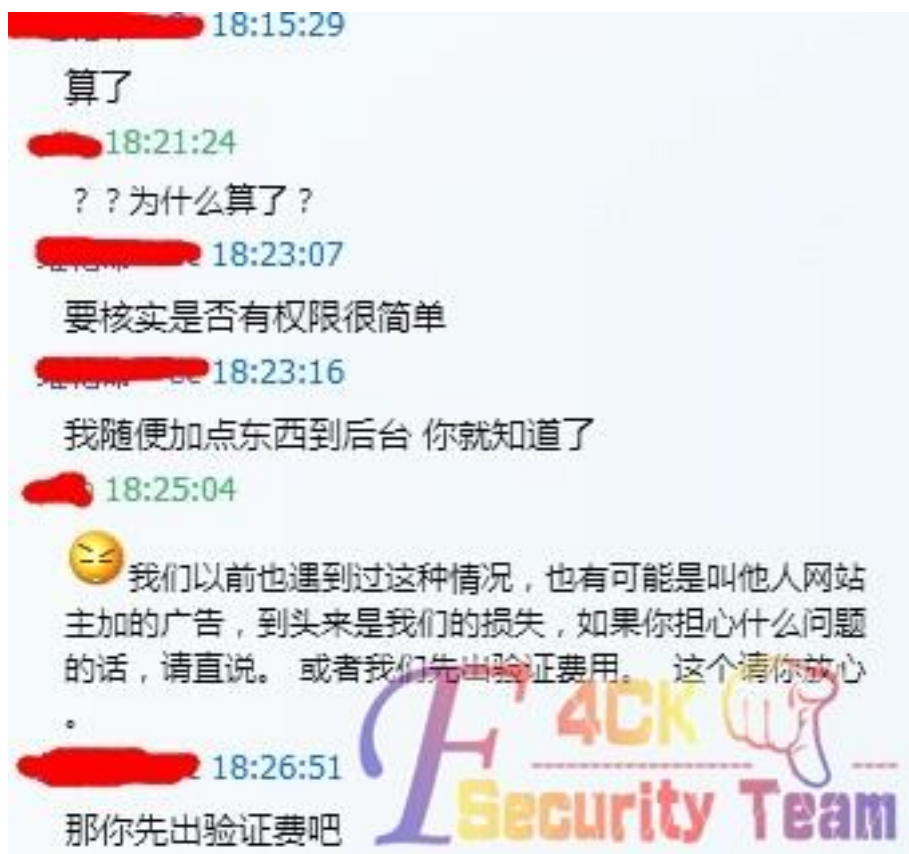 18:15:29
算了
18:21:24
？？为什么算了？
18:23:07
要核实是否有权限很简单
18:23:16
我随便加点东西到后台 你就知道了
18:25:04
我们以前也遇到过这种情况，也有可能是叫他人网站
主加的广告，到头来是我们的损失，如果你担心什么问题
的话，请直说。 或者我们先出验证费用。 这个请你放心
。
18:26:51
那你先出验证费吧
F4CK
Security Team